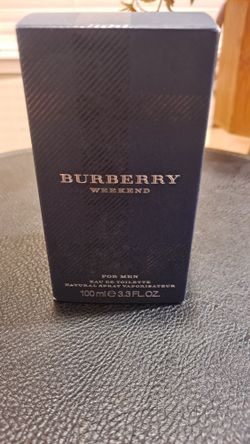 BURBERRY
WEEKEND
FOR MEN
EAU DE TOILETTE
NATURAL SPRAY VAPORISATEUR
100 ml ℮ 3.3 FL.OZ.